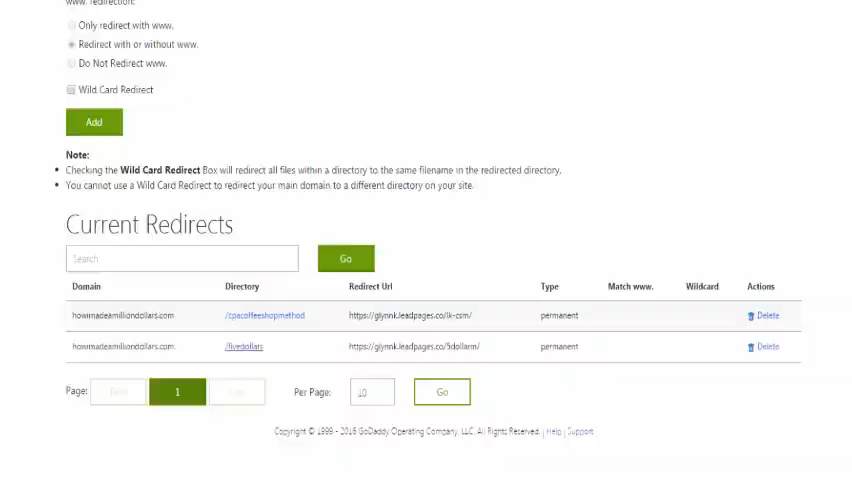 www. redirection:
Only redirect with www.
Redirect with or without www.
Do Not Redirect www.
Wild Card Redirect
Add
Note:
Checking the Wild Card Redirect Box will redirect all files within a directory to the same filename in the redirected directory.
You cannot use a Wild Card Redirect to redirect your main domain to a different directory on your site.
Current Redirects
Search Go
Domain Directory Redirect Url Type Match www. Wildcard Actions
howimadeamilliondollars.com /cpacoffeeshopmethod https://glynnk.leadpages.co/lk-csm/ permanent Delete
howimadeamilliondollars.com /fivedollars https://glynnk.leadpages.co/5dollarin/ permanent Delete
Page: 1 Per Page: 10 Go
Copyright © 1999 - 2016 GoDaddy Operating Company, LLC. All Rights Reserved. | Help | Support